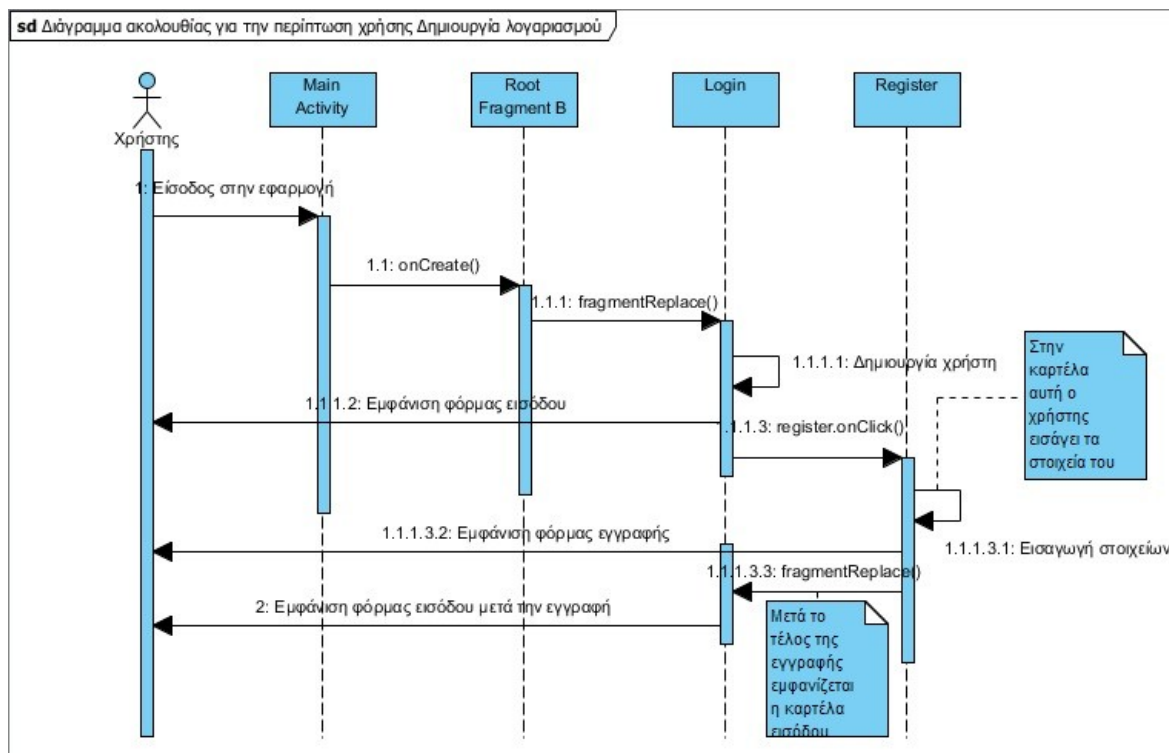 sd Διάγραμμα ακολουθίας για την περίπτωση χρήσης Δημιουργία λογαριασμού
Χρήστης
Main
Activity
Root
Fragment B
Login
Register
1: Είσοδος στην εφαρμογή
1.1: onCreate()
1.1.1: fragmentReplace()
1.1.1.1: Δημιουργία χρήστη
Στην
καρτέλα
αυτή ο
χρήστης
εισάγει τα
στοιχεία του
1.1.1.2: Εμφάνιση φόρμας εισόδου
1.1.1.3: register.onClick()
1.1.1.3.2: Εμφάνιση φόρμας εγγραφής
1.1.1.3.1: Εισαγωγή στοιχείων
1.1.1.3.3: fragmentReplace()
2: Εμφάνιση φόρμας εισόδου μετά την εγγραφή
Μετά το
τέλος της
εγγραφής
εμφανίζεται
η καρτέλα
εισόδου